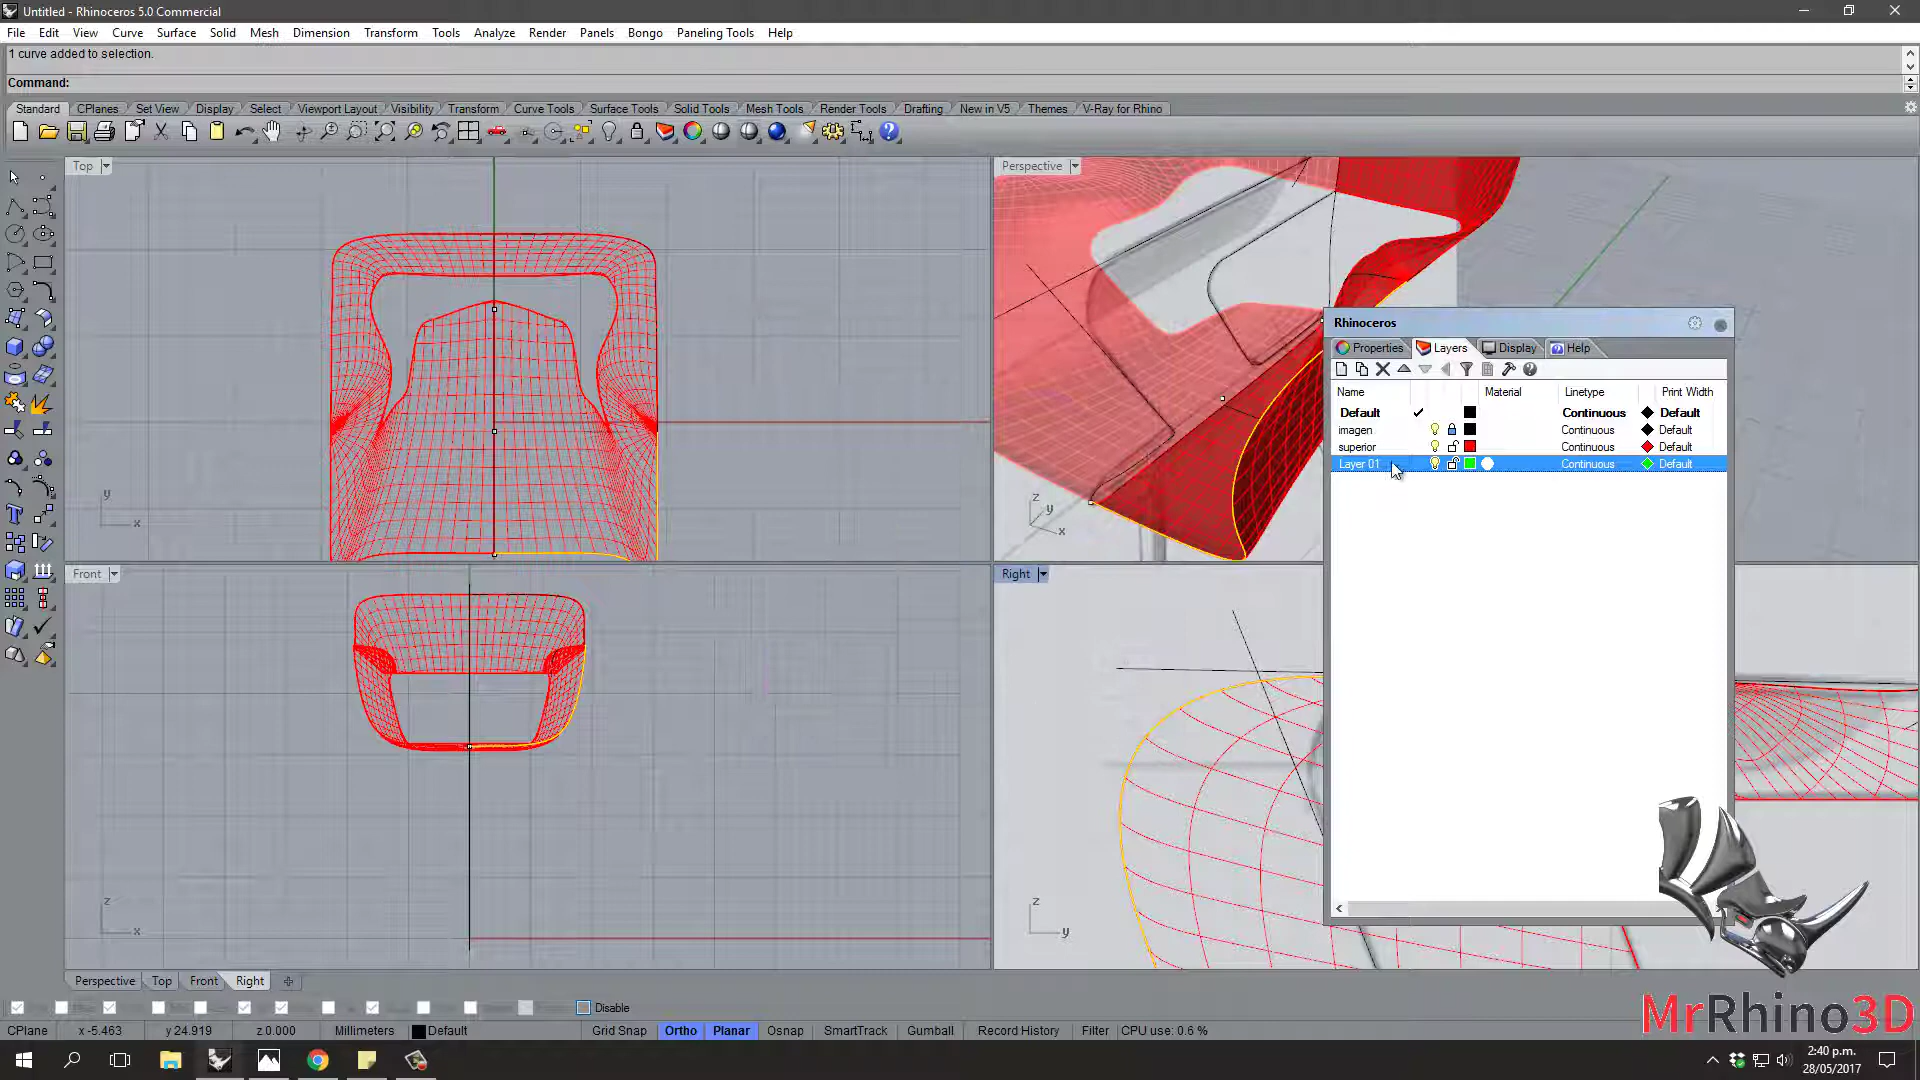 Untitled - Rhinoceros 5.0 Commercial
File Edit View Curve Surface Solid Mesh Dimension Transform Tools Analyze Render Panels Bongo Paneling Tools Help
1 curve added to selection.
Command:
Standard CPlanes Set View Display Select Viewport Layout Visibility Transform Curve Tools Surface Tools Solid Tools Mesh Tools Render Tools Drafting New in V5 Themes V-Ray for Rhino
Top
Perspective
Rhinoceros
Properties Layers Display Help
Name Material Linetype Print Width
Default Continuous Default
imagen Continuous Default
superior Continuous Default
Layer 01 Continuous Default
y
x
z
y
x
Front
Right
z
x
z
y
Perspective Top Front Right
Disable
CPlane x -5.463 y 24.919 z 0.000 Millimeters Default Grid Snap Ortho Planar Osnap SmartTrack Gumball Record History Filter CPU use: 0.6 %
MrRhino3D
2:40 p.m.
28/05/2017